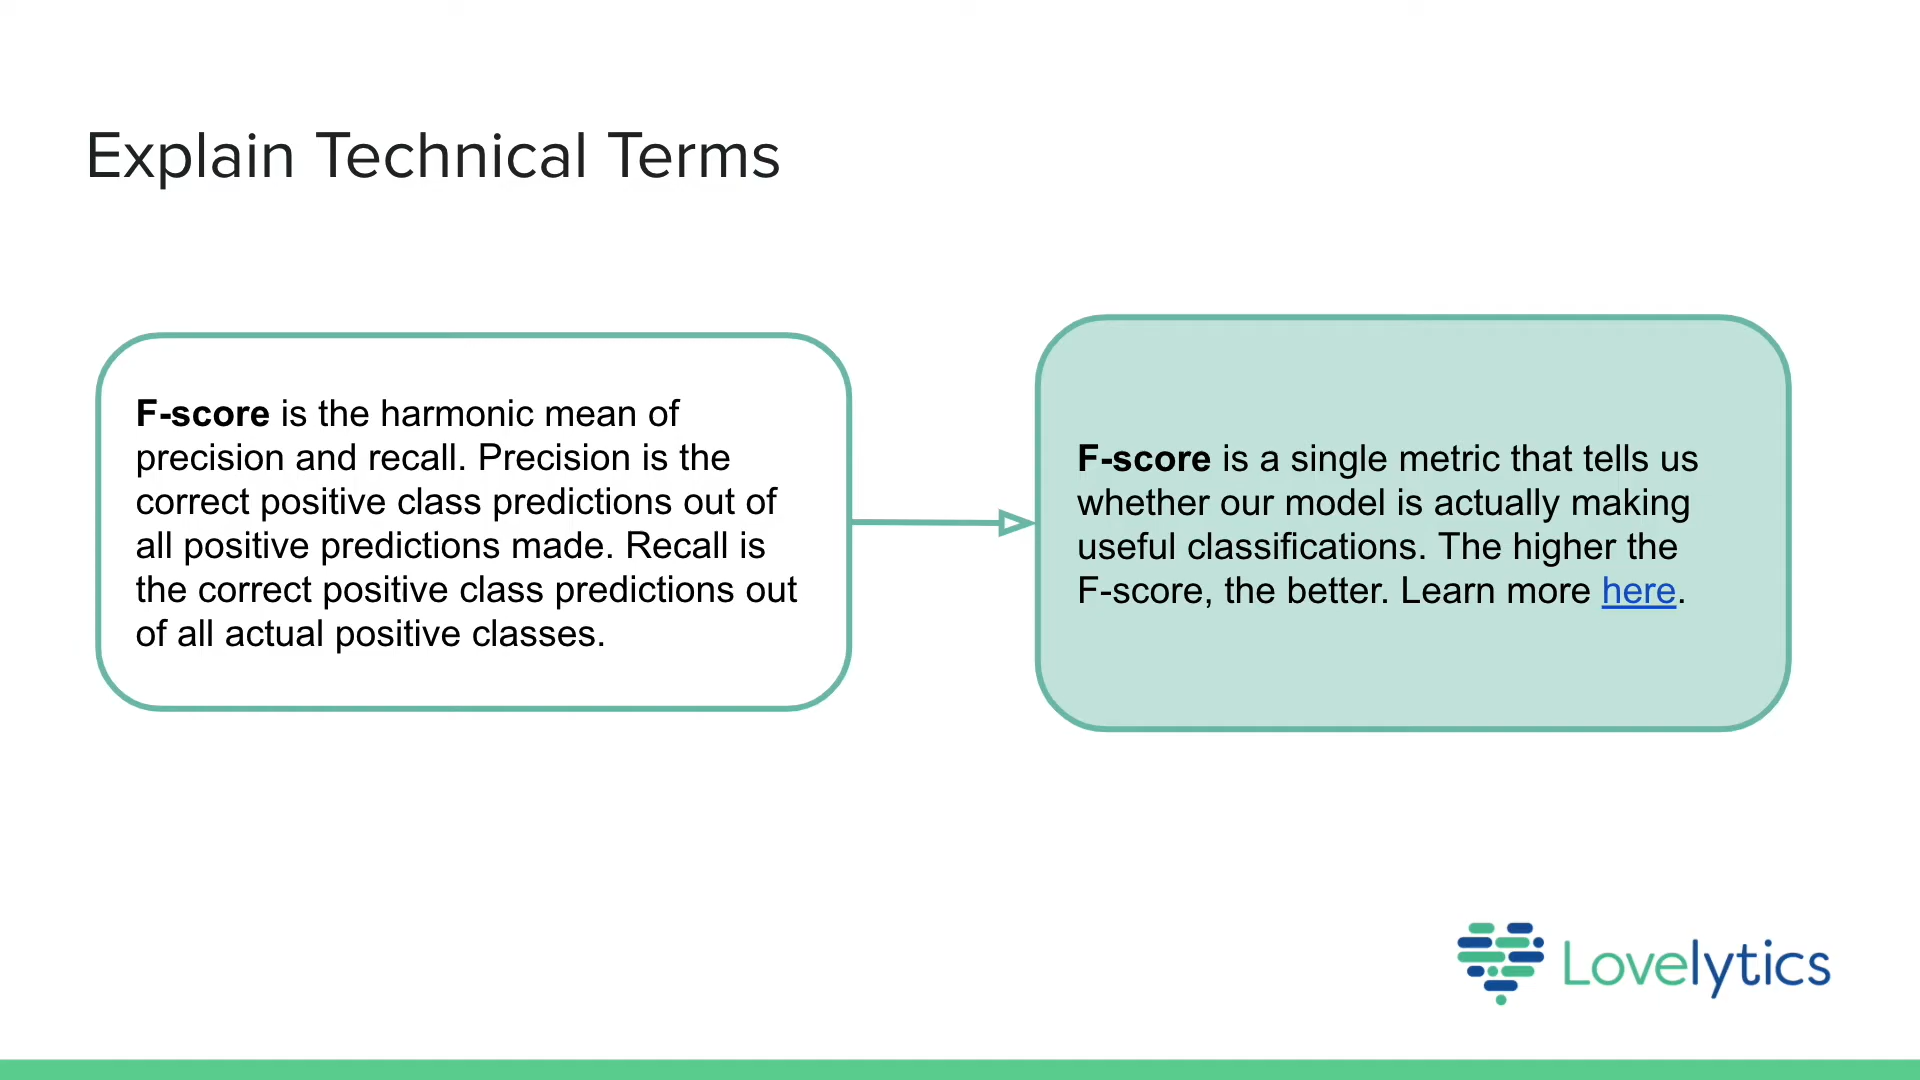 Explain Technical Terms
F-score is the harmonic mean of
precision and recall. Precision is the
correct positive class predictions out of
all positive predictions made. Recall is
the correct positive class predictions out
of all actual positive classes.
F-score is a single metric that tells us
whether our model is actually making
useful classifications. The higher the
F-score, the better. Learn more here.
Lovelytics